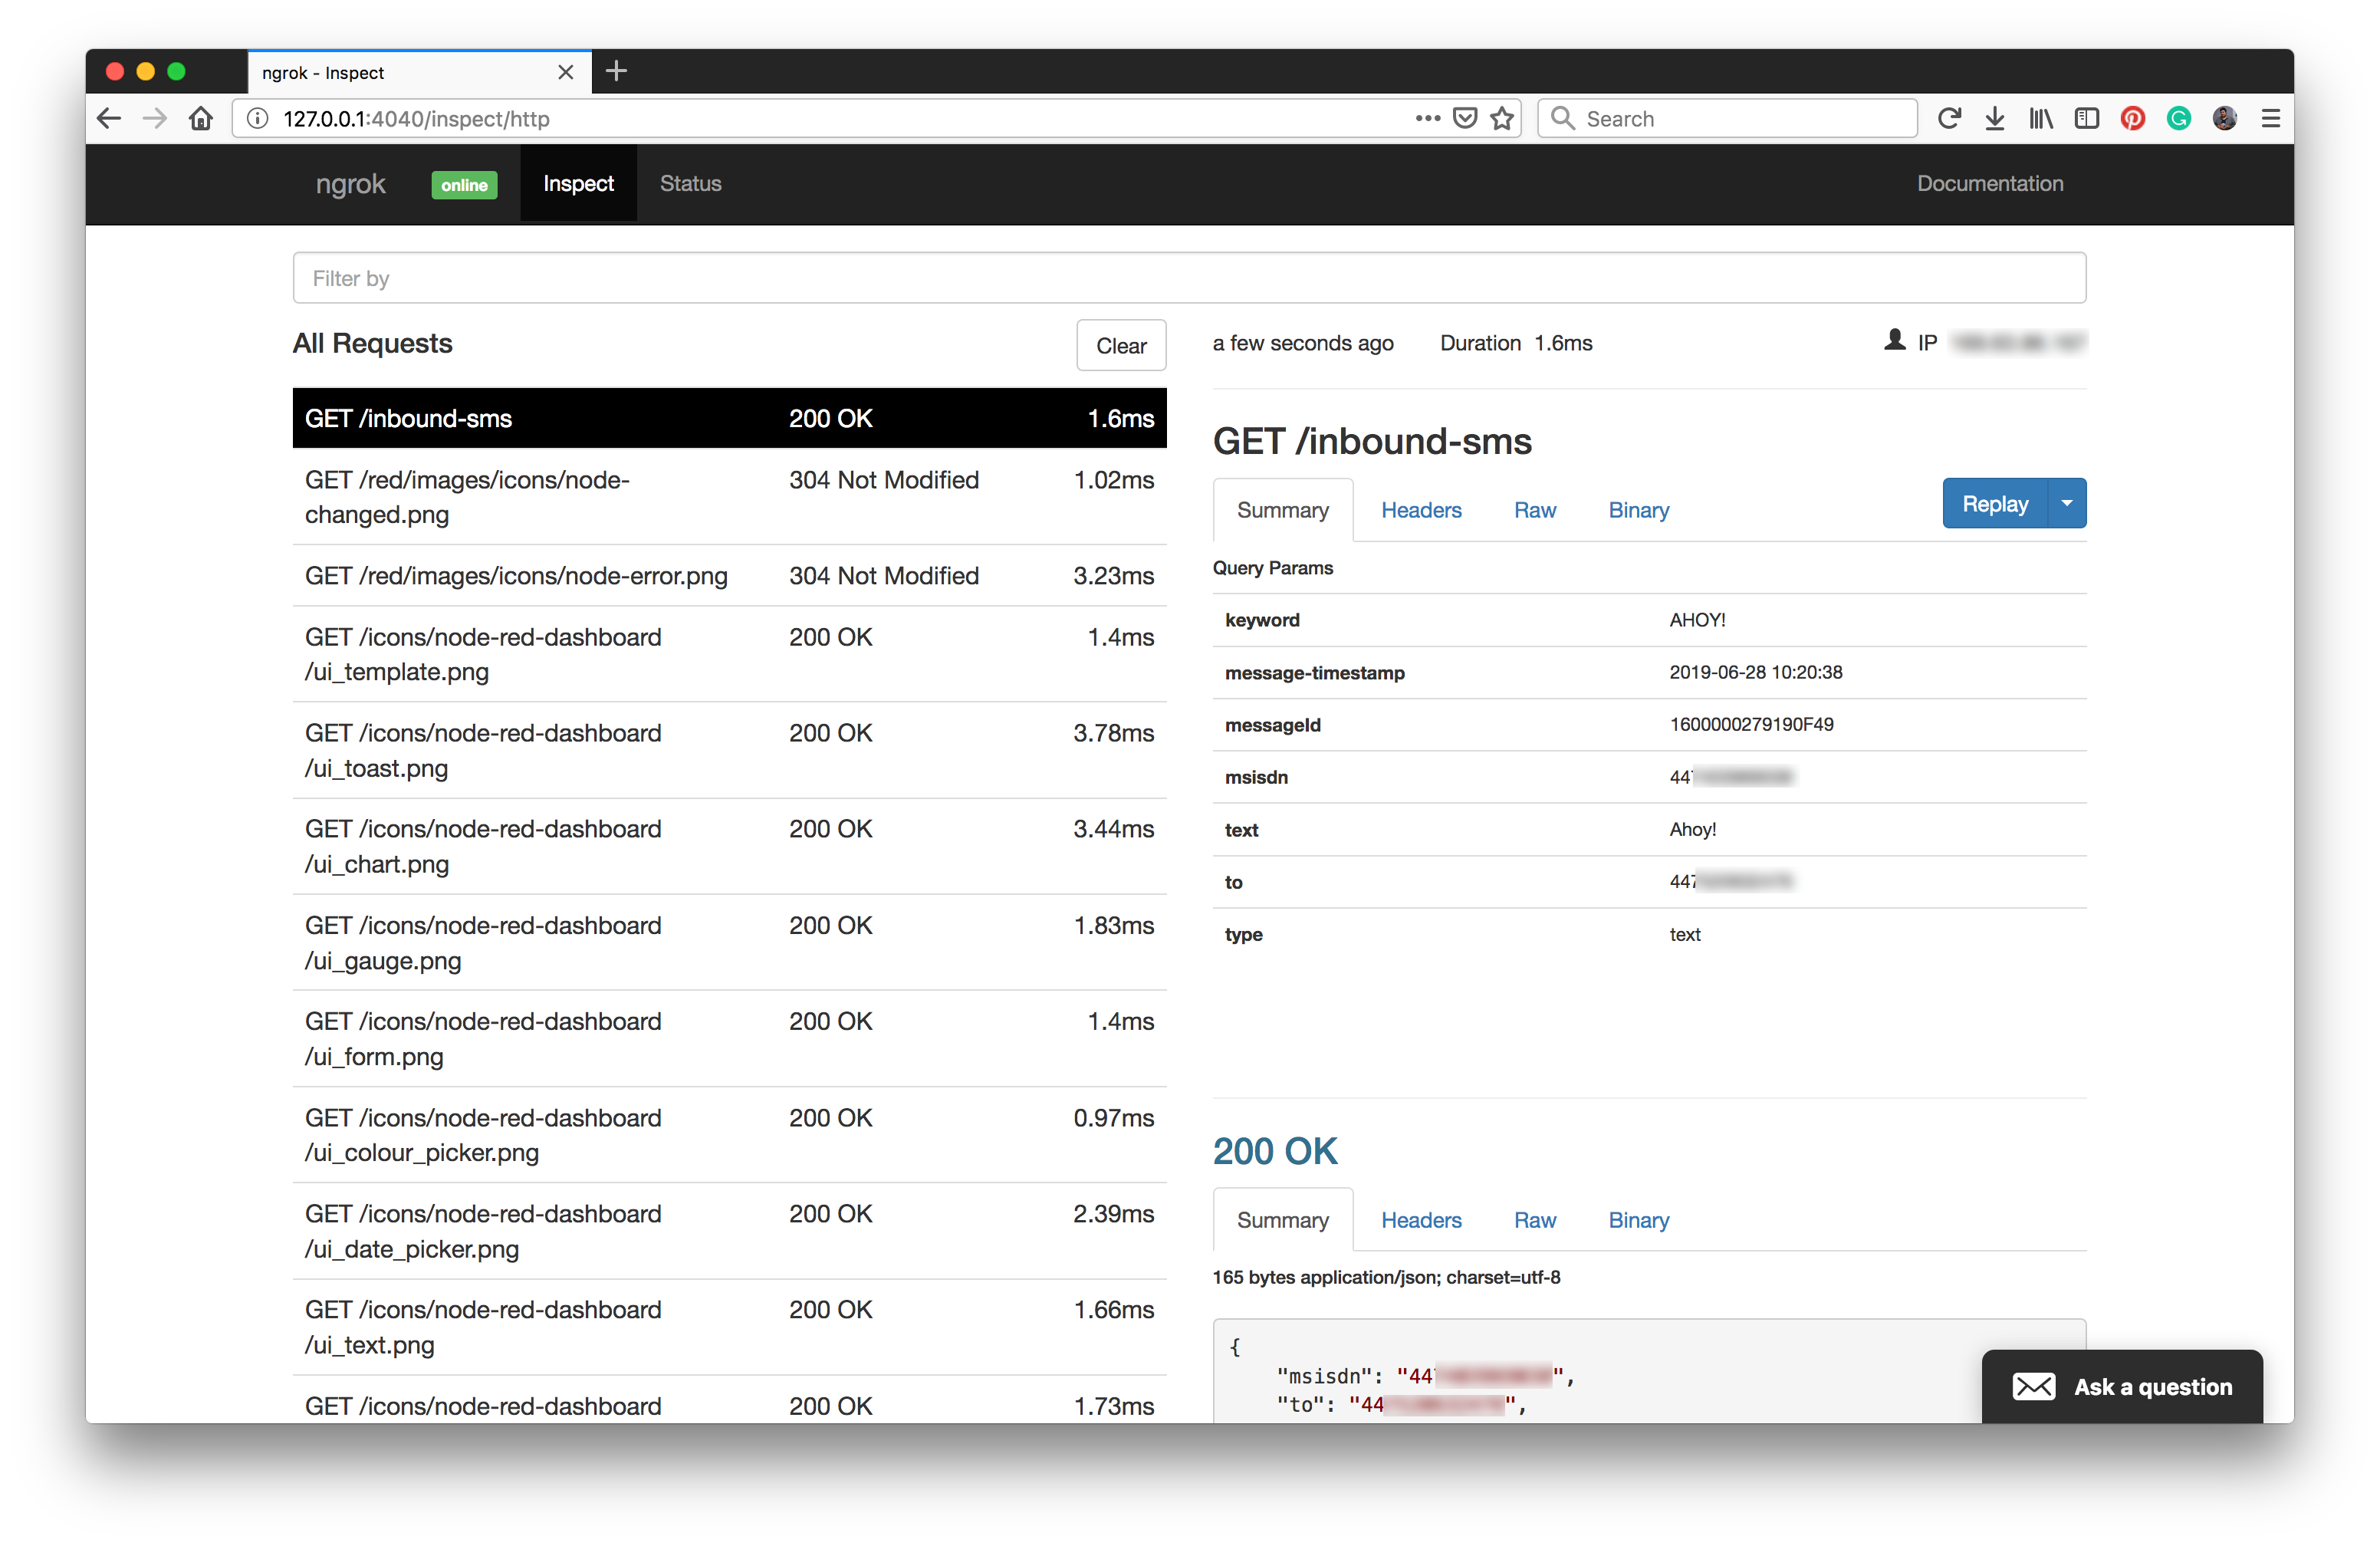 ngrok - Inspect
127.0.0.1:4040/inspect/http
Search
ngrok
online
Inspect
Status
Documentation
Filter by
All Requests
Clear
GET /inbound-sms 200 OK 1.6ms
GET /red/images/icons/node-
changed.png
304 Not Modified 1.02ms
GET /red/images/icons/node-error.png 304 Not Modified 3.23ms
GET /icons/node-red-dashboard
/ui_template.png
200 OK 1.4ms
GET /icons/node-red-dashboard
/ui_toast.png
200 OK 3.78ms
GET /icons/node-red-dashboard
/ui_chart.png
200 OK 3.44ms
GET /icons/node-red-dashboard
/ui_gauge.png
200 OK 1.83ms
GET /icons/node-red-dashboard
/ui_form.png
200 OK 1.4ms
GET /icons/node-red-dashboard
/ui_colour_picker.png
200 OK 0.97ms
GET /icons/node-red-dashboard
/ui_date_picker.png
200 OK 2.39ms
GET /icons/node-red-dashboard
/ui_text.png
200 OK 1.66ms
GET /icons/node-red-dashboard 200 OK 1.73ms
a few seconds ago Duration 1.6ms IP
GET /inbound-sms
Summary Headers Raw Binary
Replay
Query Params
keyword AHOY!
message-timestamp 2019-06-28 10:20:38
messageId 1600000279190F49
msisdn 447
text Ahoy!
to 447
type text
200 OK
Summary Headers Raw Binary
165 bytes application/json; charset=utf-8
{
"msisdn": "44",
"to": "44",
Ask a question